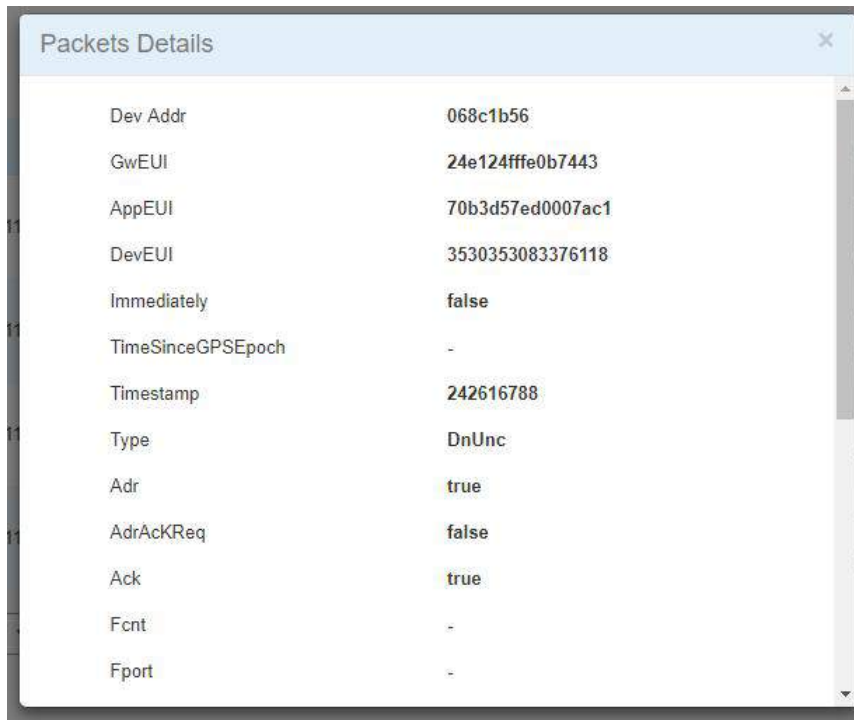 Packets Details ×
Dev Addr 068c1b56
GwEUI 24e124fffe0b7443
AppEUI 70b3d57ed0007ac1
DevEUI 3530353083376118
Immediately false
TimeSinceGPSEpoch -
Timestamp 242616788
Type DnUnc
Adr true
AdrAcKReq false
Ack true
Fcnt -
Fport -